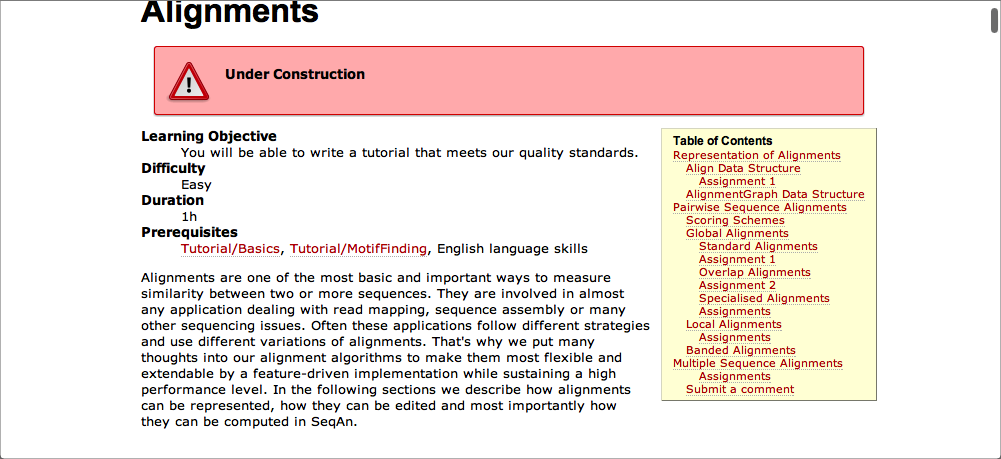 Alignments
Under Construction
Learning Objective
You will be able to write a tutorial that meets our quality standards.
Difficulty
Easy
Duration
1h
Prerequisites
Tutorial/Basics, Tutorial/MotifFinding, English language skills
Alignments are one of the most basic and important ways to measure
similarity between two or more sequences. They are involved in almost
any application dealing with read mapping, sequence assembly or many
other sequencing issues. Often these applications follow different strategies
and use different variations of alignments. That's why we put many
thoughts into our alignment algorithms to make them most flexible and
extendable by a feature-driven implementation while sustaining a high
performance level. In the following sections we describe how alignments
can be represented, how they can be edited and most importantly how
they can be computed in SeqAn.
Table of Contents
Representation of Alignments
Align Data Structure
Assignment 1
AlignmentGraph Data Structure
Pairwise Sequence Alignments
Scoring Schemes
Global Alignments
Standard Alignments
Assignment 1
Overlap Alignments
Assignment 2
Specialised Alignments
Assignments
Local Alignments
Assignments
Banded Alignments
Multiple Sequence Alignments
Assignments
Submit a comment